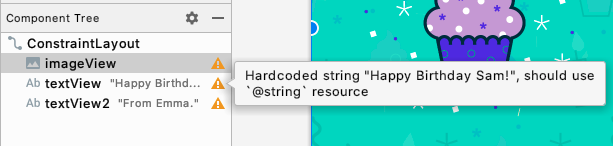 Component Tree
ConstraintLayout
imageView
Ab textView "Happy Birthd...
Hardcoded string "Happy Birthday Sam!", should use
`@string` resource
Ab textView2 "From Emma."